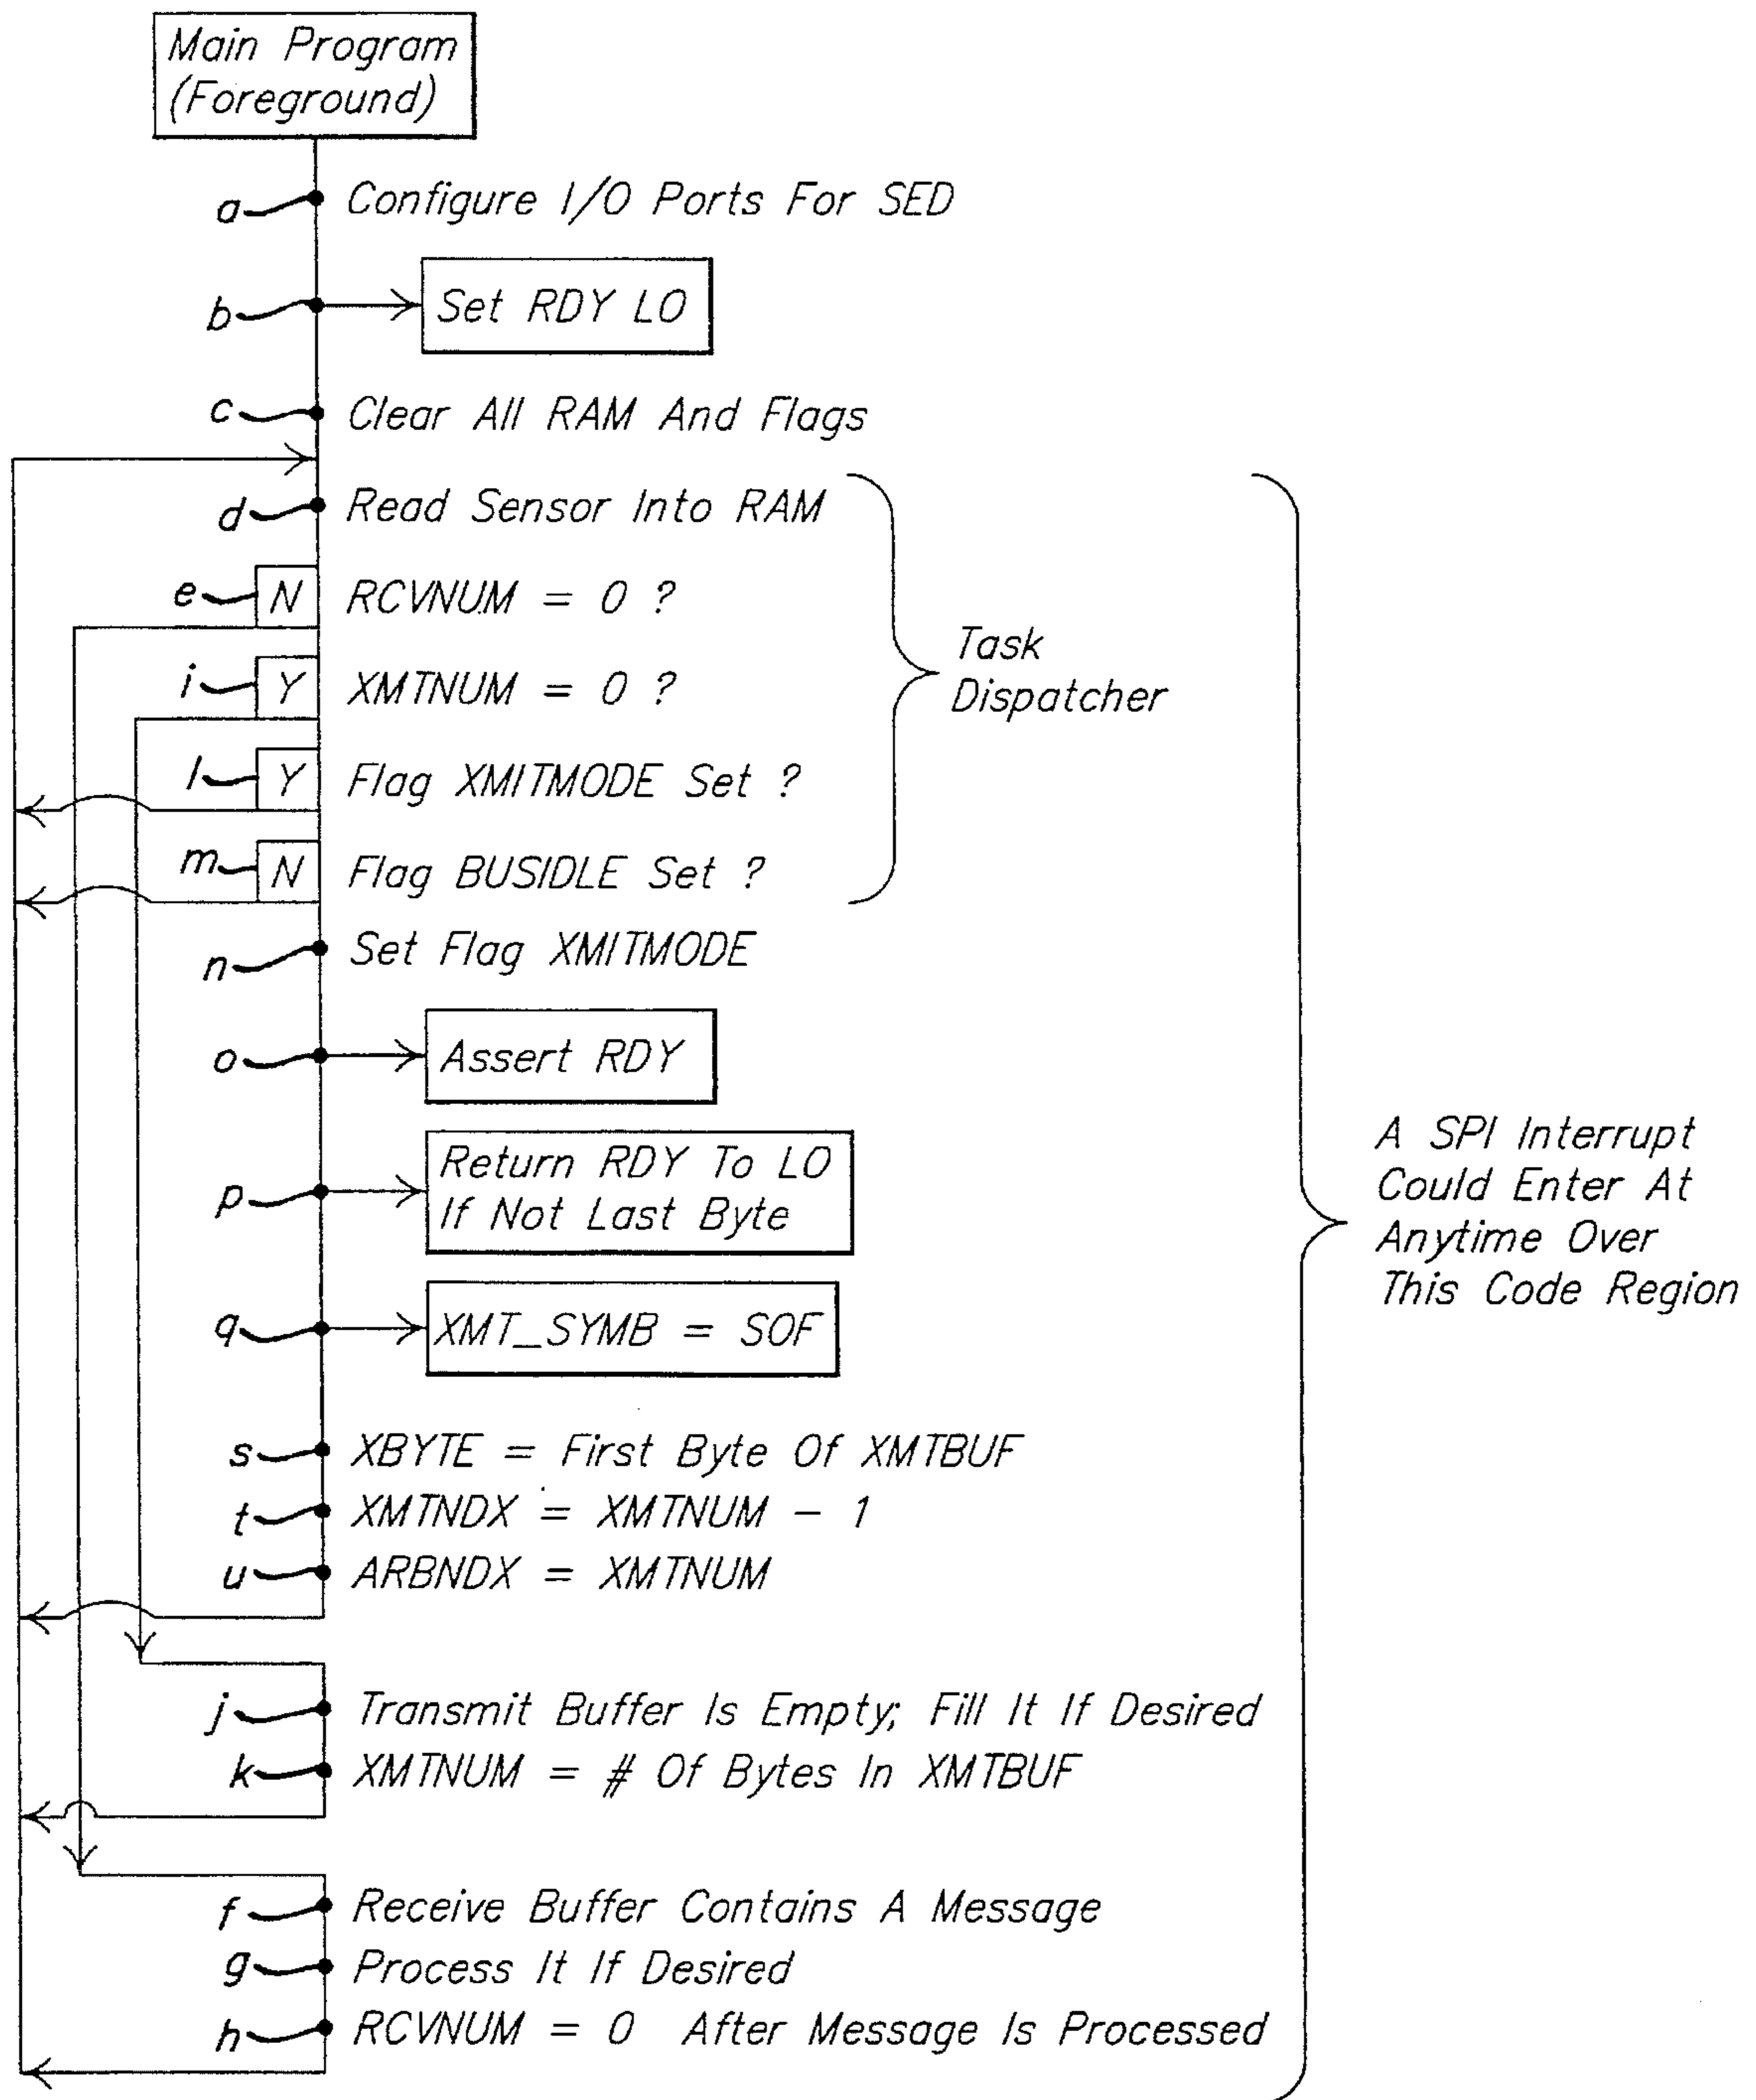 Main Program
(Foreground)
a Configure I/O Ports For SED
b Set RDY LO
c Clear All RAM And Flags
d Read Sensor Into RAM
e N RCVNUM = 0 ?
i Y XMTNUM = 0 ?
l Y Flag XMITMODE Set ?
m N Flag BUSIDLE Set ?
Task
Dispatcher
n Set Flag XMITMODE
o Assert RDY
p Return RDY To LO
If Not Last Byte
q XMT_SYMB = SOF
s XBYTE = First Byte Of XMTBUF
t XMTNDX = XMTNUM - 1
u ARBNDX = XMTNUM
A SPI Interrupt
Could Enter At
Anytime Over
This Code Region
j Transmit Buffer Is Empty; Fill It If Desired
k XMTNUM = # Of Bytes In XMTBUF
f Receive Buffer Contains A Message
g Process It If Desired
h RCVNUM = 0 After Message Is Processed